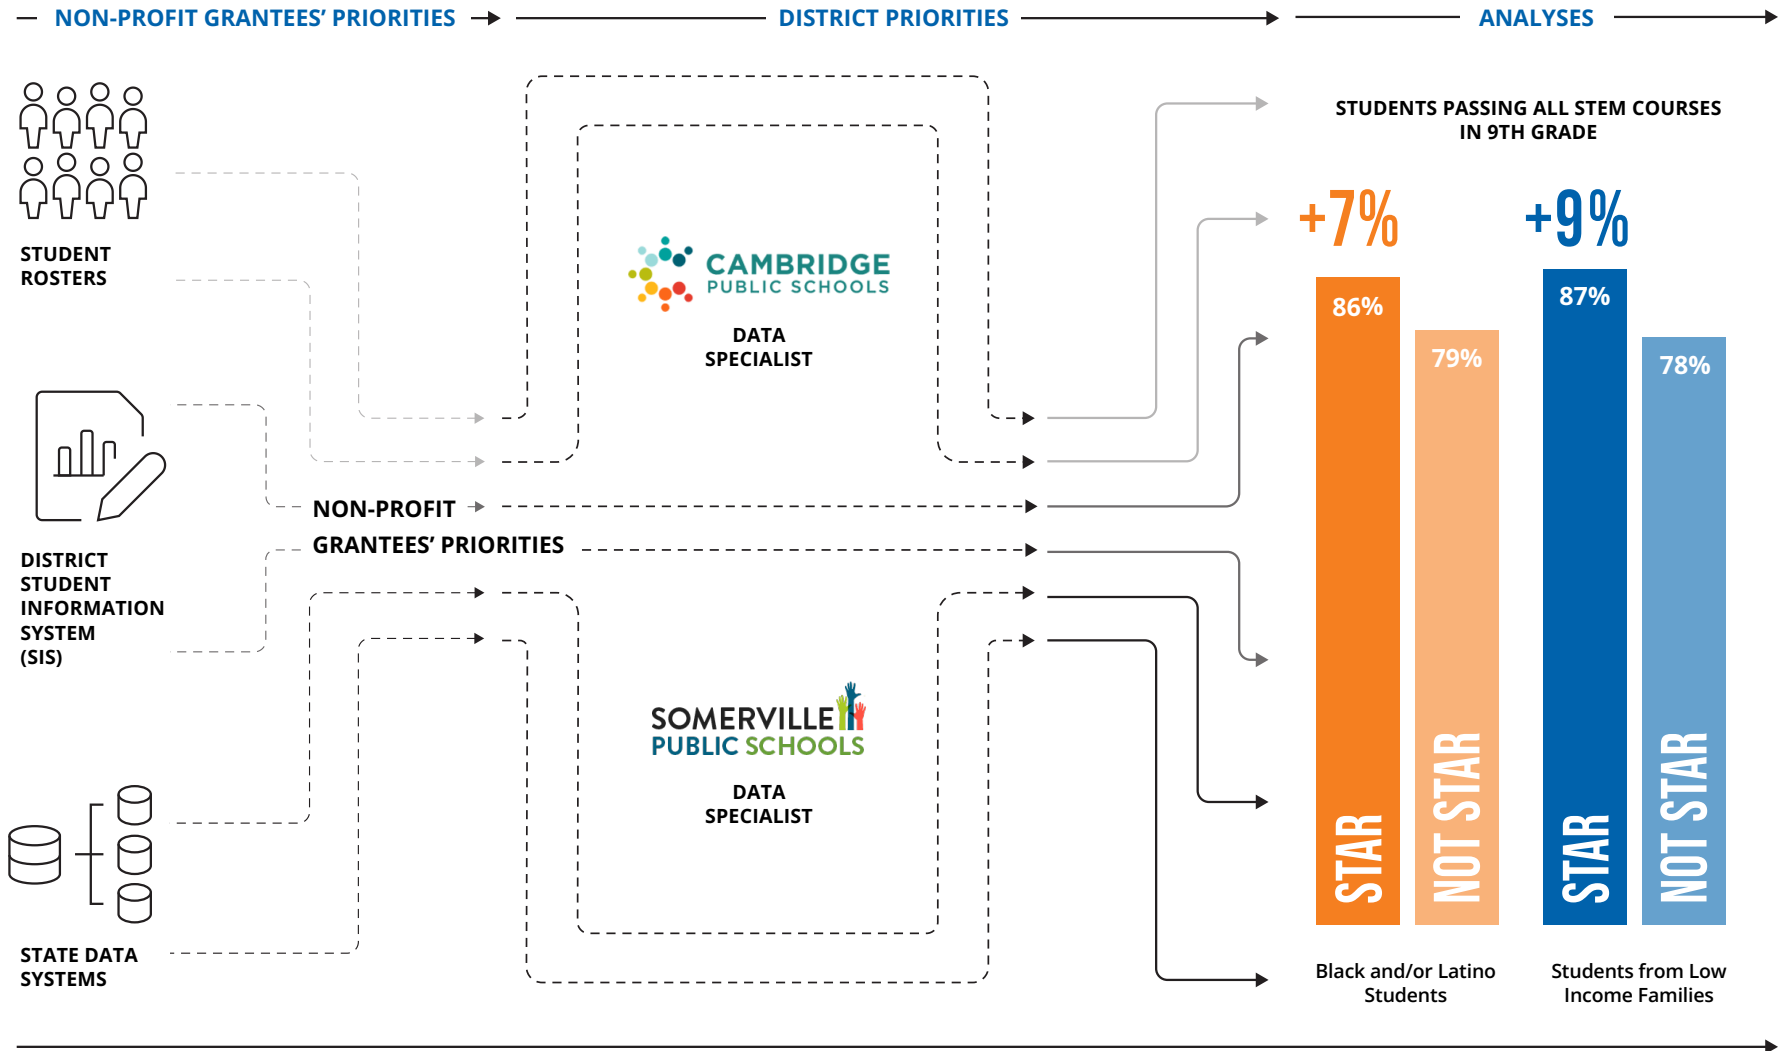 NON-PROFIT GRANTEES’ PRIORITIES
DISTRICT PRIORITIES
ANALYSES
STUDENT
ROSTERS
DISTRICT
STUDENT
INFORMATION
SYSTEM
(SIS)
STATE DATA
SYSTEMS
NON-PROFIT
GRANTEES’ PRIORITIES
CAMBRIDGE
PUBLIC SCHOOLS
DATA
SPECIALIST
SOMERVILLE
PUBLIC SCHOOLS
DATA
SPECIALIST
STUDENTS PASSING ALL STEM COURSES
IN 9TH GRADE
+7%
+9%
86%
79%
87%
78%
STAR
NOT STAR
STAR
NOT STAR
Black and/or Latino
Students
Students from Low
Income Families